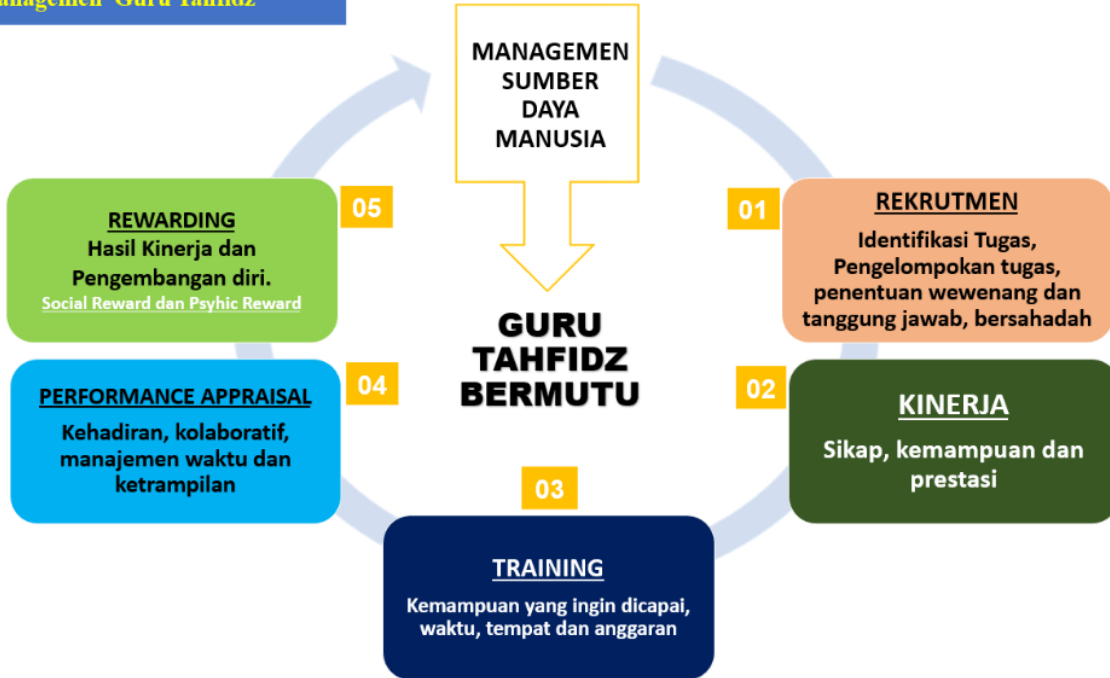 Guru Tahfidz
MANAGEMEN
SUMBER
DAYA
MANUSIA
GURU
TAHFIDZ
BERMUTU
01
REKRUTMEN
Identifikasi Tugas,
Pengelompokan tugas,
penentuan wewenang dan
tanggung jawab, bersahadah
02
KINERJA
Sikap, kemampuan dan
prestasi
03
TRAINING
Kemampuan yang ingin dicapai,
waktu, tempat dan anggaran
04
PERFORMANCE APPRAISAL
Kehadiran, kolaboratif,
manajemen waktu dan
ketrampilan
05
REWARDING
Hasil Kinerja dan
Pengembangan diri.
Social Reward dan Psyhic Reward